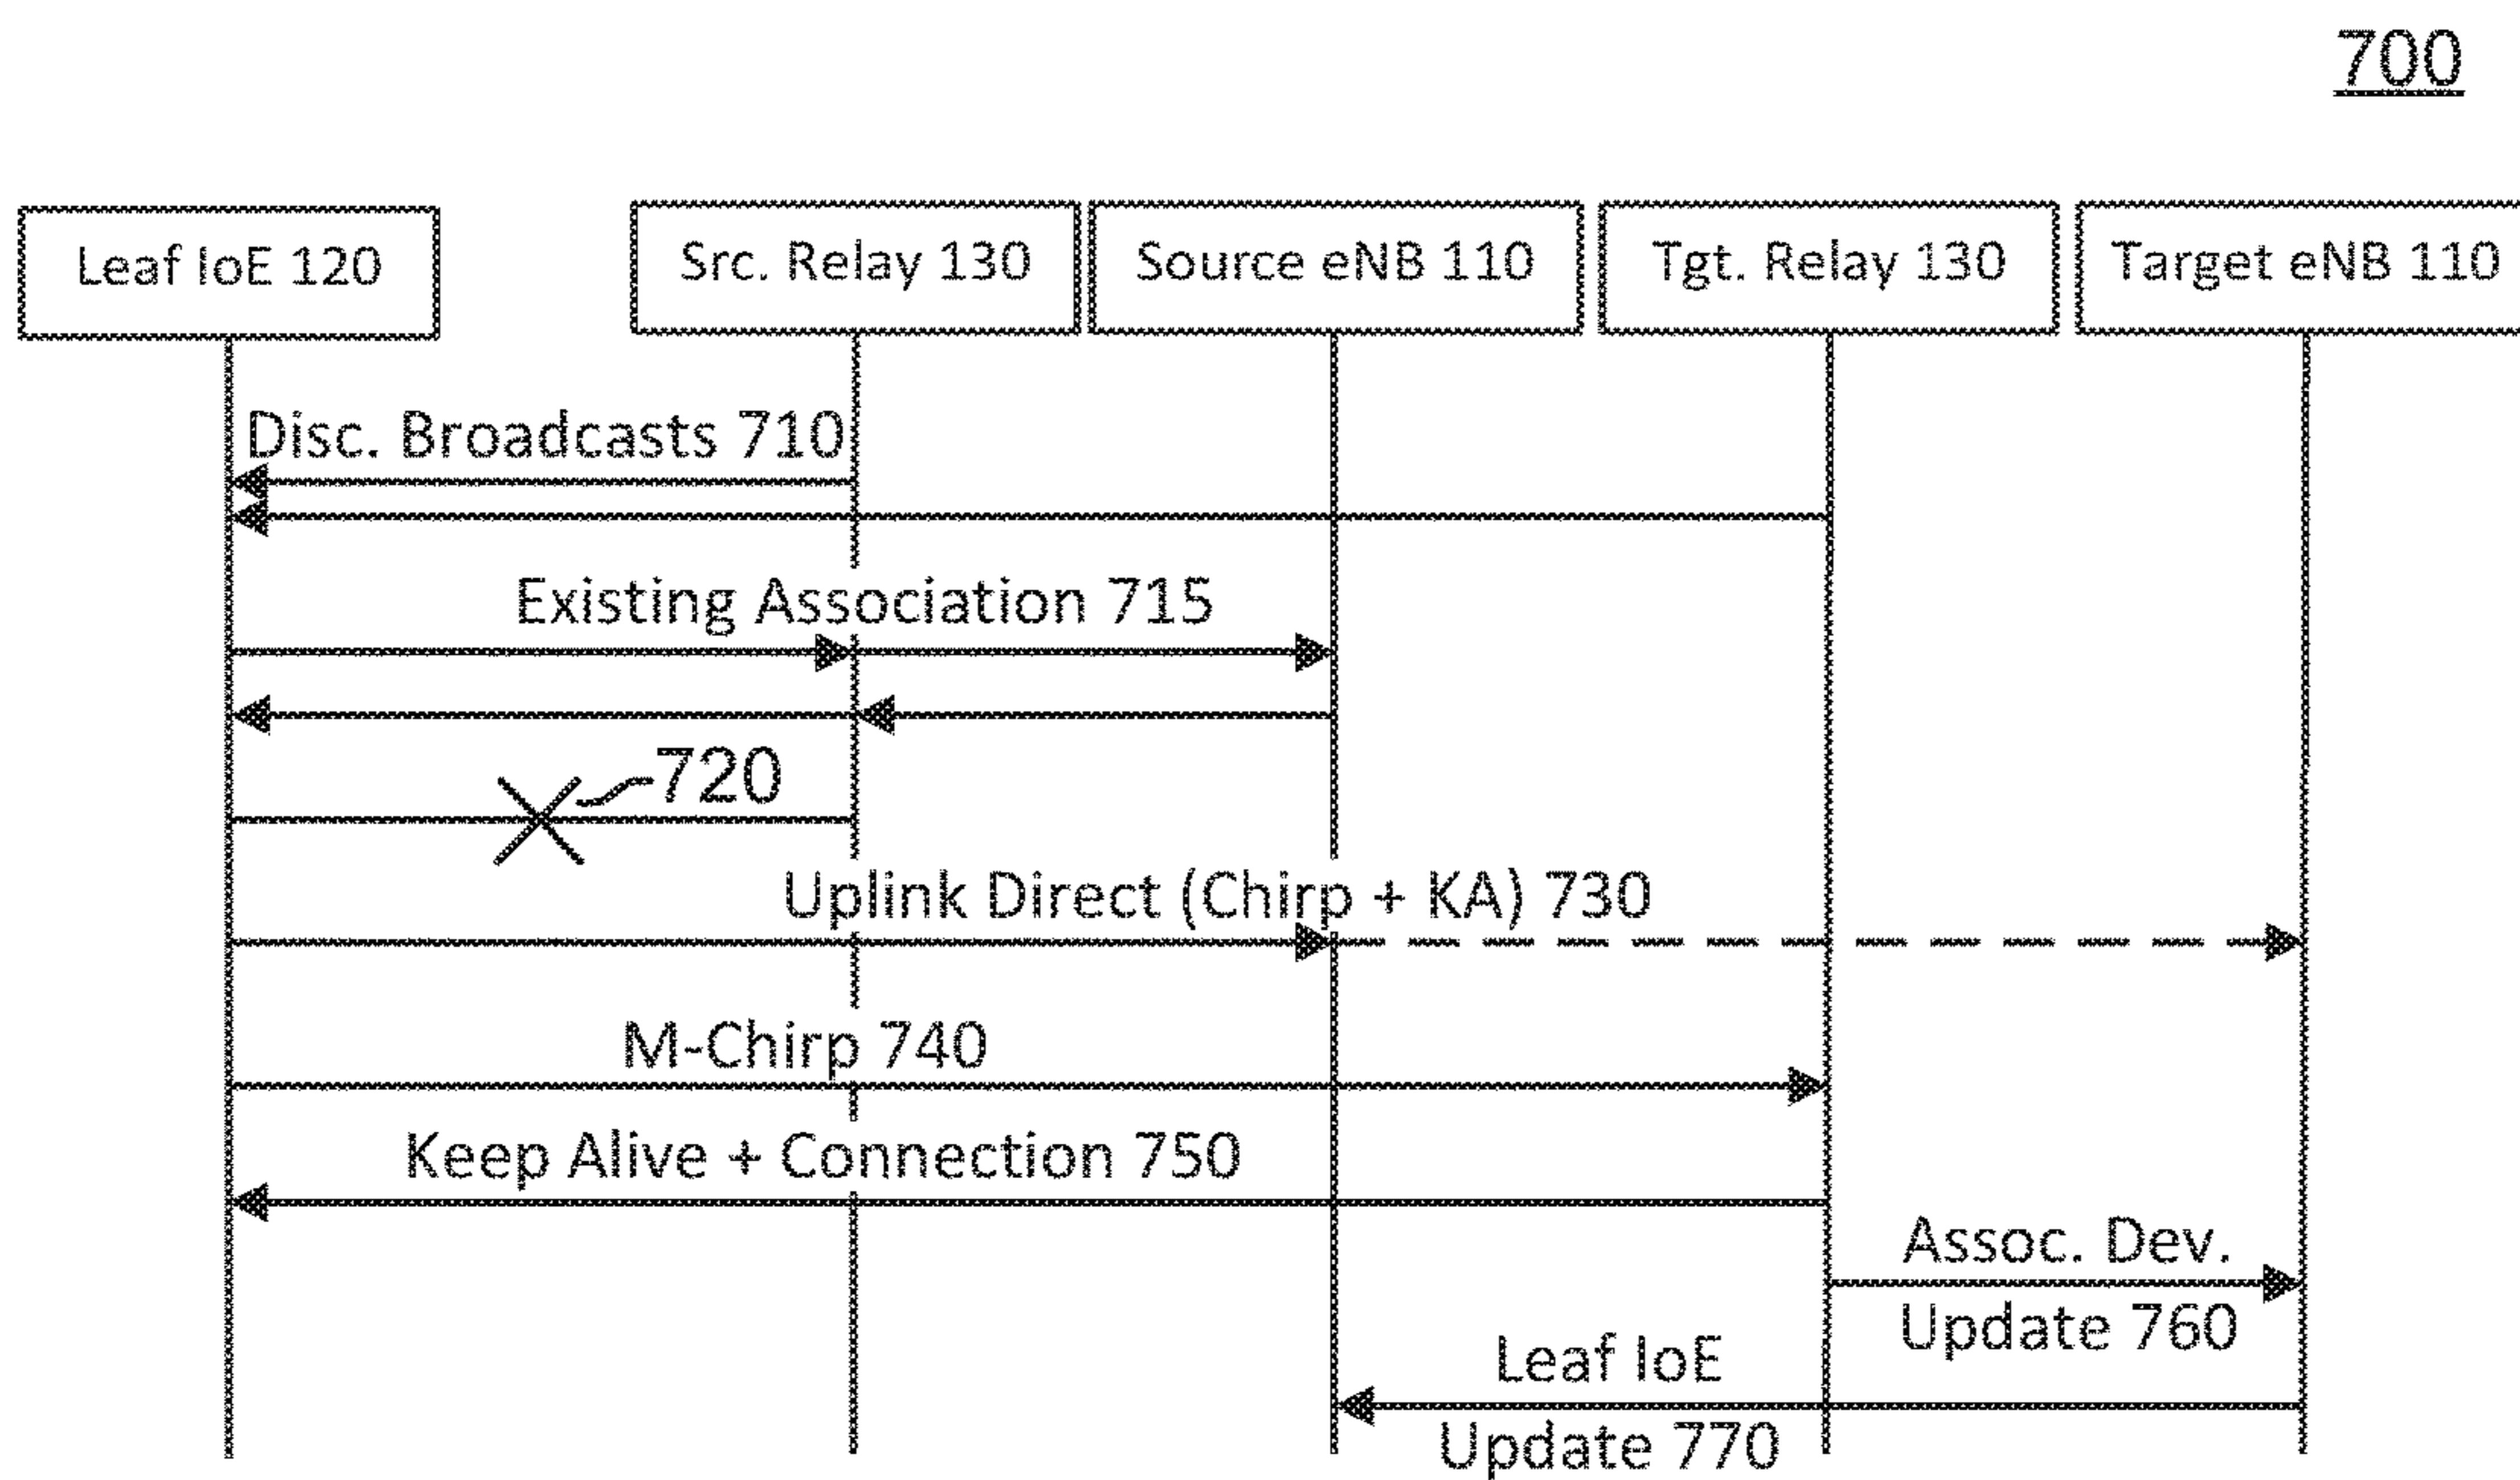 700
Leaf IoE 120
Src. Relay 130
Source eNB 110
Tgt. Relay 130
Target eNB 110
Disc. Broadcasts 710
Existing Association 715
720
Uplink Direct (Chirp + KA) 730
M-Chirp 740
Keep Alive + Connection 750
Assoc. Dev.
Update 760
Leaf IoE
Update 770